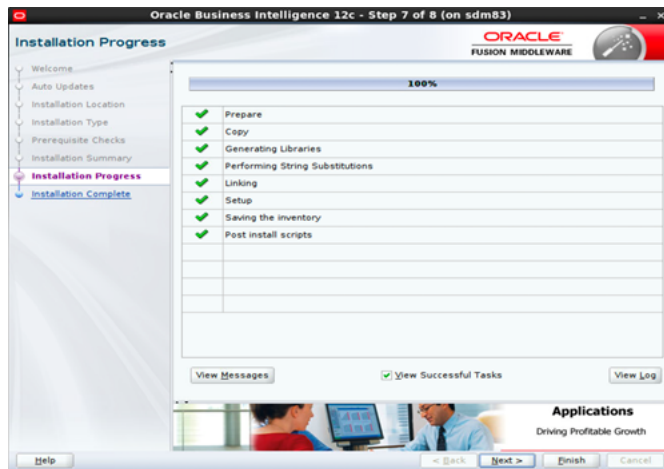 Oracle Business Intelligence 12c - Step 7 of 8 (on sdm83)
Installation Progress
ORACLE
FUSION MIDDLEWARE
Welcome
Auto Updates
Installation Location
Installation Type
Prerequisite Checks
Installation Summary
Installation Progress
Installation Complete
100%
Prepare
Copy
Generating Libraries
Performing String Substitutions
Linking
Setup
Saving the inventory
Post install scripts
View Messages
View Successful Tasks
View Log
Applications
Driving Profitable Growth
Help
< Back
Next >
Finish
Cancel